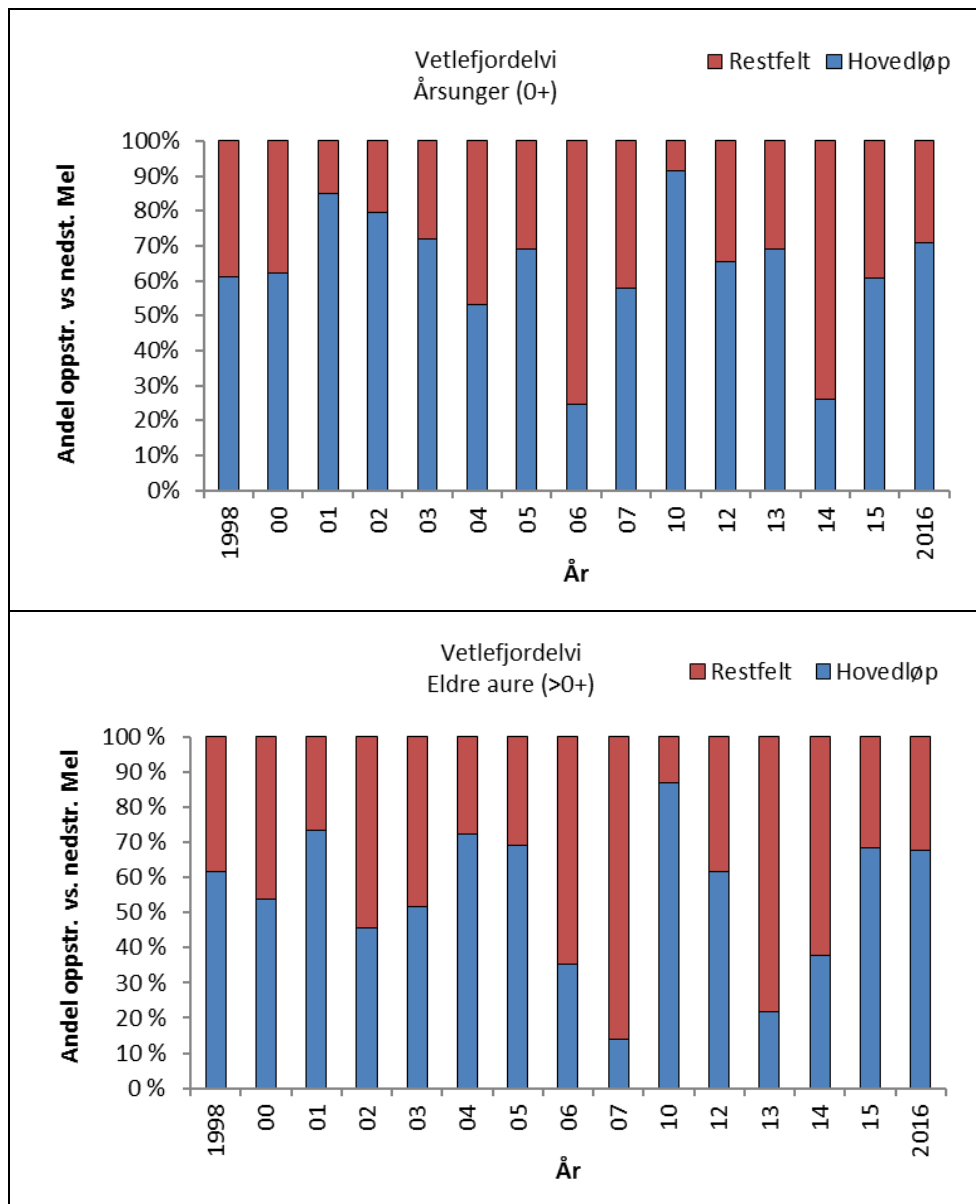 Vetlefjordelvi
Årsunger (0+)
Restfelt Hovedløp
Andel oppstr. vs nedst. Mel
100%
90%
80%
70%
60%
50%
40%
30%
20%
10%
0%
1998 00 01 02 03 04 05 06 07 10 12 13 14 15 2016
År
Vetlefjordelvi
Eldre aure (>0+)
Restfelt Hovedløp
Andel oppstr. vs. nedstr. Mel
100 %
90 %
80 %
70 %
60 %
50 %
40 %
30 %
20 %
10 %
0 %
1998 00 01 02 03 04 05 06 07 10 12 13 14 15 2016
År